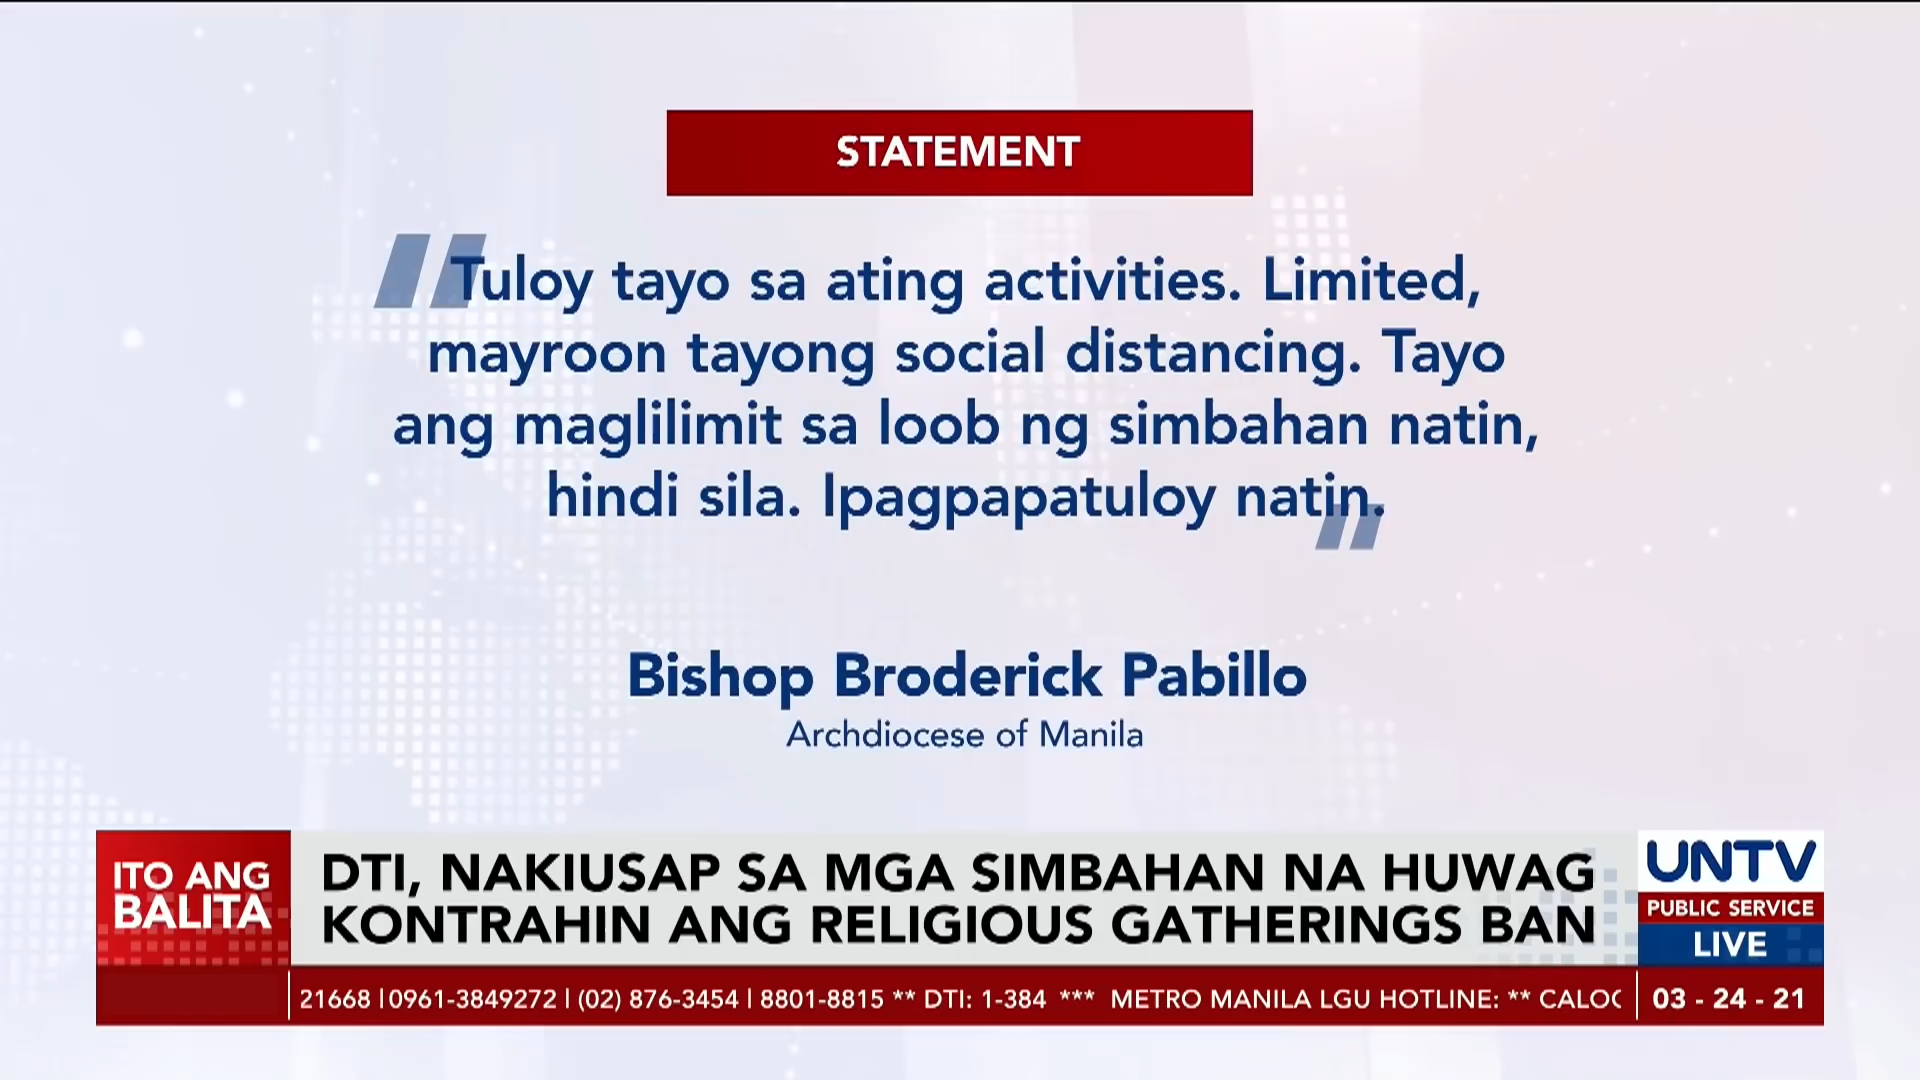 STATEMENT
"Tuloy tayo sa ating activities. Limited,
mayroon tayong social distancing. Tayo
ang maglilimit sa loob ng simbahan natin,
hindi sila. Ipagpapatuloy natin."
Bishop Broderick Pabillo
Archdiocese of Manila
ITO ANG
BALITA
DTI, NAKIUSAP SA MGA SIMBAHAN NA HUWAG
KONTRAHIN ANG RELIGIOUS GATHERINGS BAN
UNTV
PUBLIC SERVICE
LIVE
21668 | 0961-3849272 | (02) 876-3454 | 8801-8815 ** DTI: 1-384 *** METRO MANILA LGU HOTLINE: ** CALOC
03 - 24 - 21